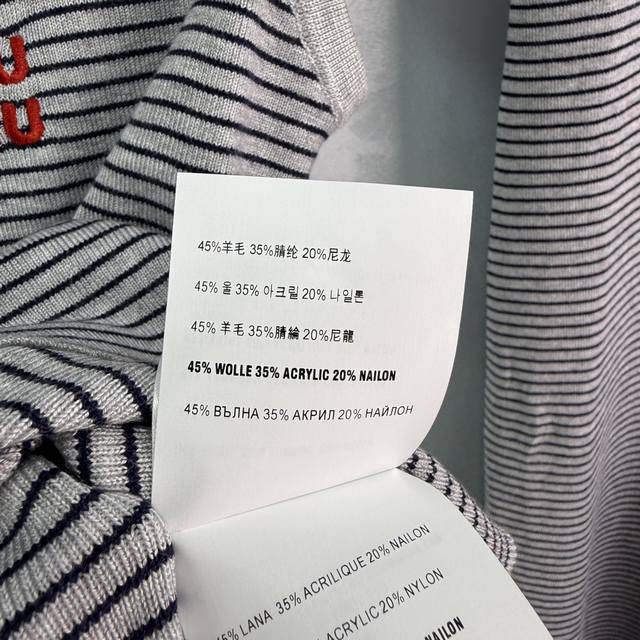 45%羊毛 35%腈纶 20%尼龙
45% 울 35% 아크릴 20% 나일론
45% 羊毛 35%腈綸 20%尼龍
45% WOLLE 35% ACRYLIC 20% NAILON
45% ВЪЛНА 35% АКРИЛ 20% НАЙЛОН
45% LANA 35% ACRILIQUE 20% NAILON
ACRYLIC 20% NYLON
NAILON